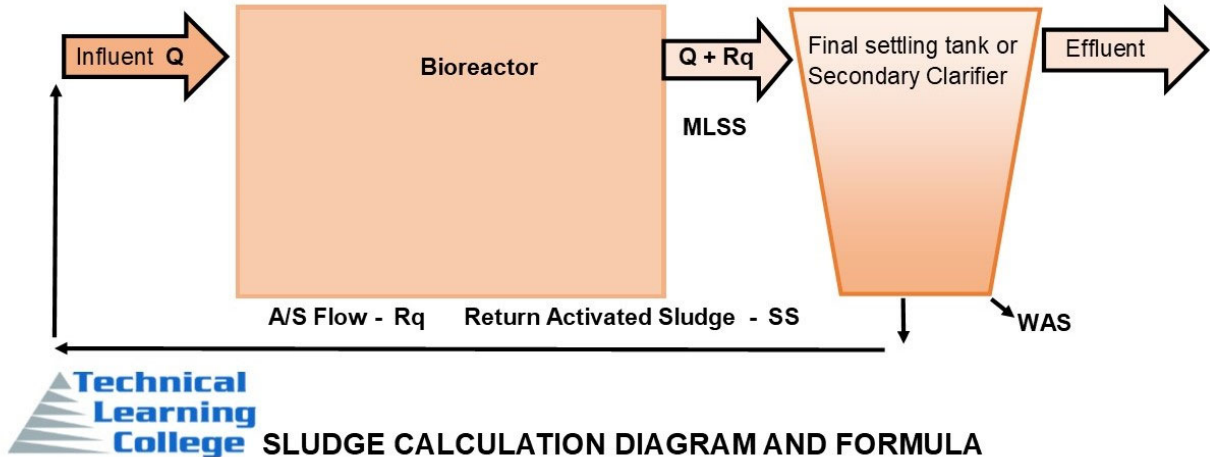 Influent Q
Bioreactor
Q + Rq
MLSS
Final settling tank or
Secondary Clarifier
Effluent
A/S Flow - Rq Return Activated Sludge - SS
WAS
Technical
Learning
College
SLUDGE CALCULATION DIAGRAM AND FORMULA